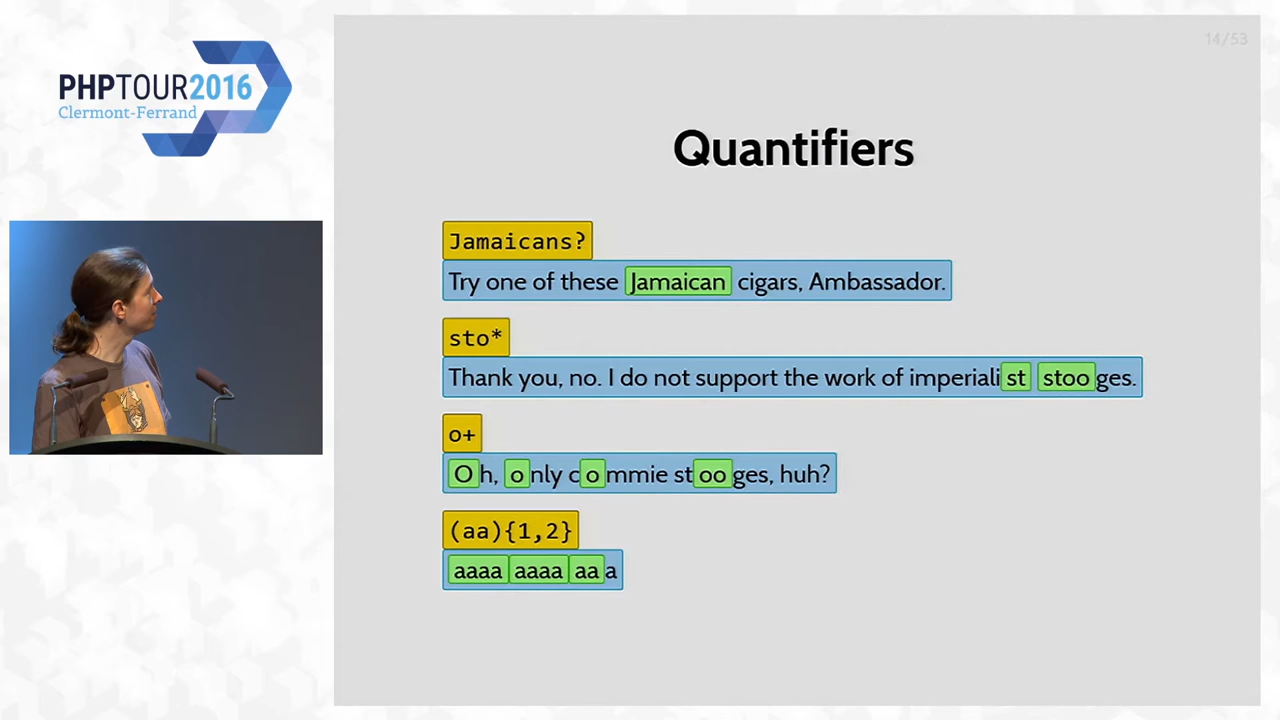 PHPTOUR2016
Clermont-Ferrand
14/53
Quantifiers
Jamaicans?
Try one of these Jamaican cigars, Ambassador.
sto*
Thank you, no. I do not support the work of imperialist stooges.
o+
Oh, only commie stooges, huh?
(aa){1,2}
aaaaaaaaaaa